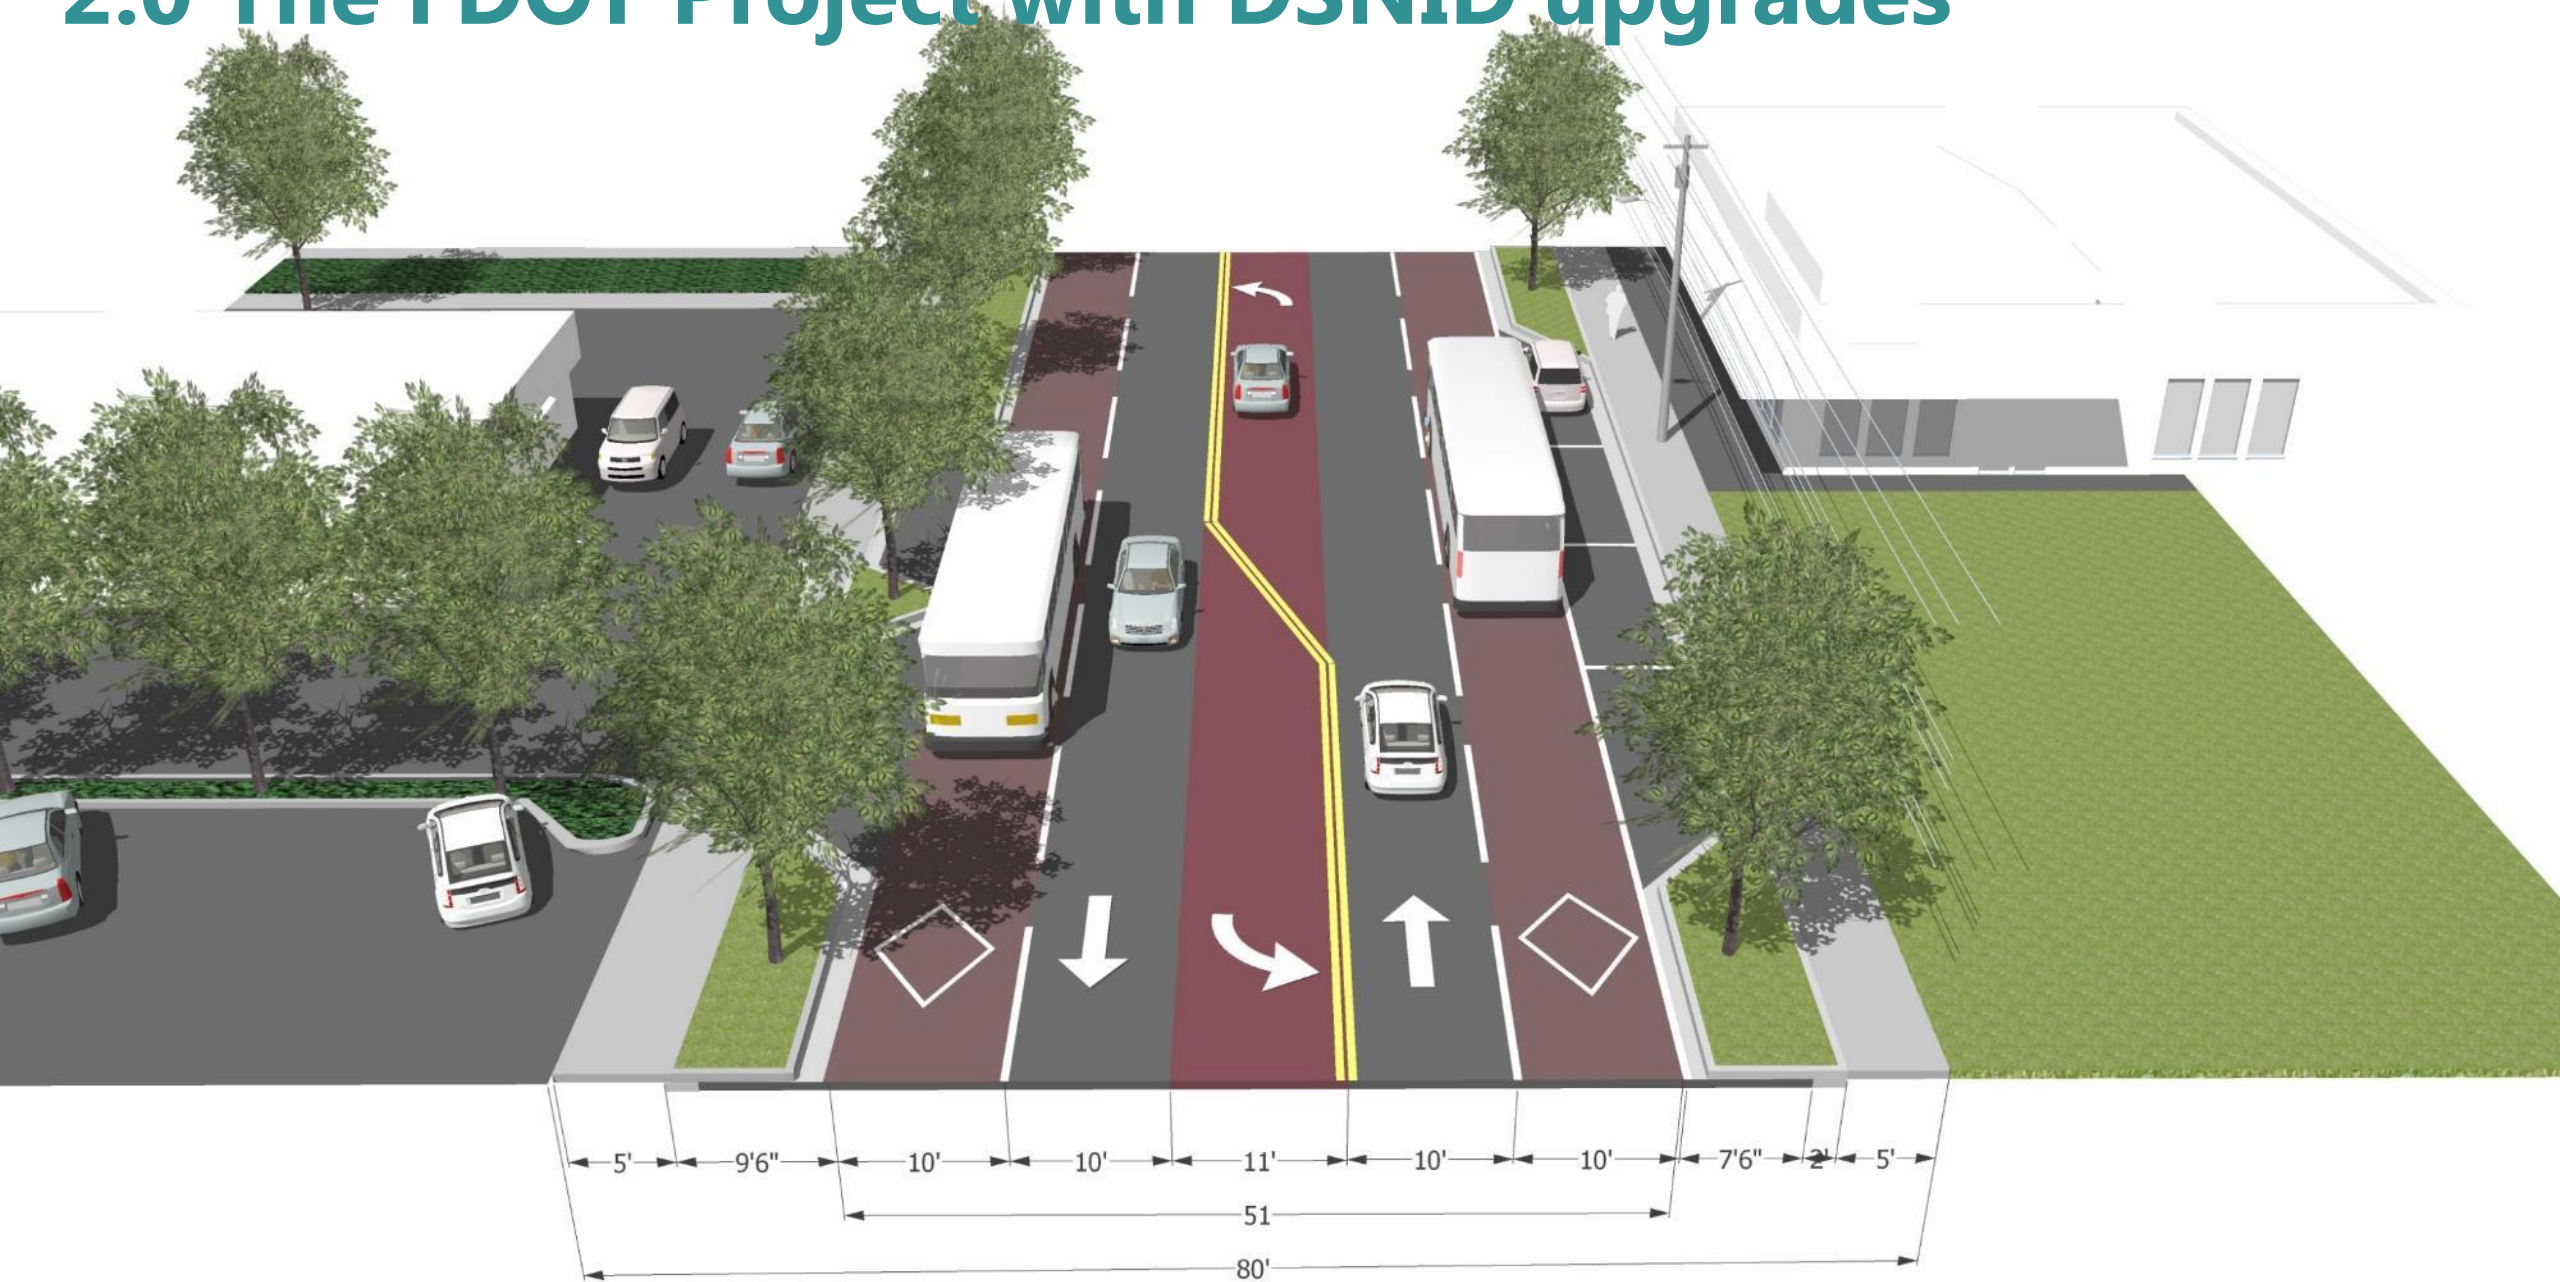 2.0 The FDOT Project with DSNID upgrades
5' 9'6" 10' 10' 11' 10' 10' 7'6" 2' 5'
51
80'